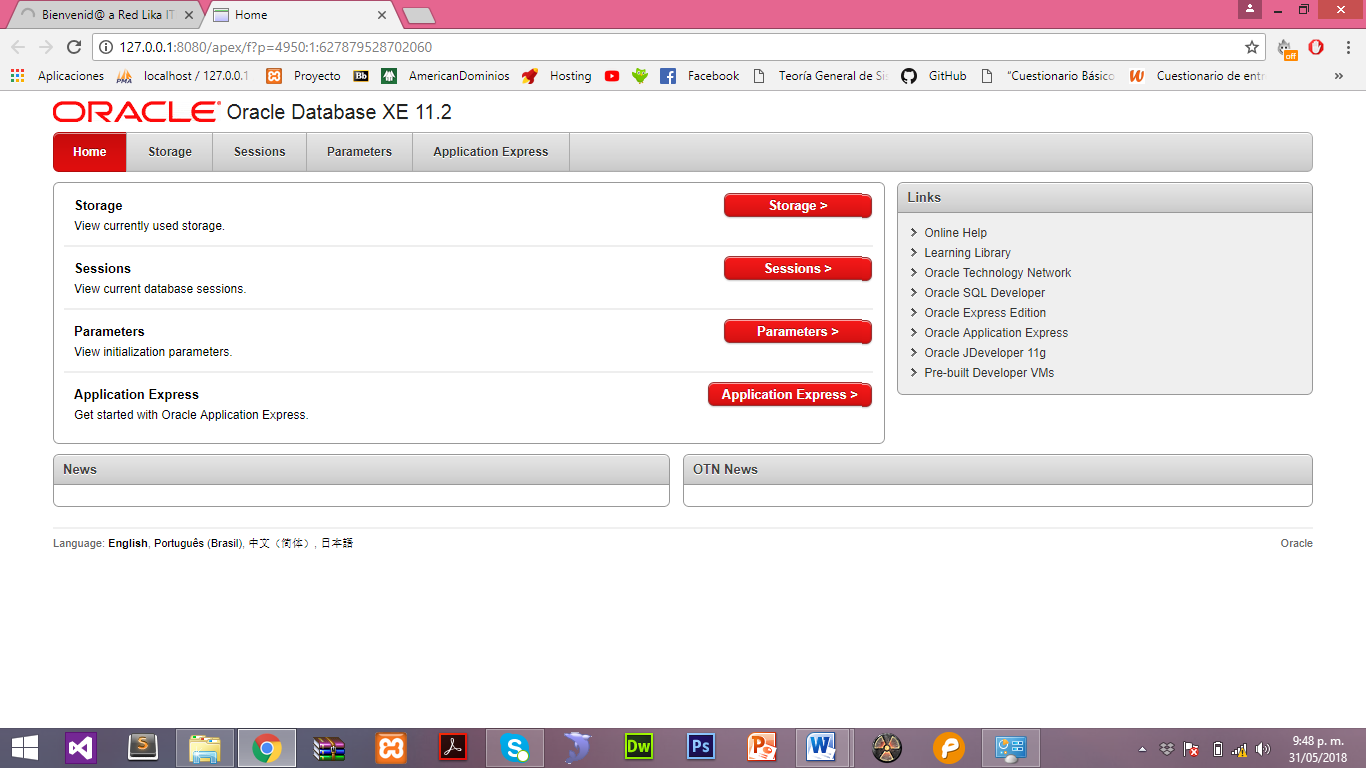 Bienvenid@ a Red Lika IT
Home
127.0.0.1:8080/apex/f?p=4950:1:627879528702060
Aplicaciones
PMA
localhost / 127.0.0.1
Proyecto
Bb
AmericanDominios
Hosting
Facebook
Teoría General de Sis
GitHub
"Cuestionario Básico
Cuestionario de entr
off
ORACLE Oracle Database XE 11.2
Home Storage Sessions Parameters Application Express
Storage
View currently used storage.
Storage >
Sessions
View current database sessions.
Sessions >
Parameters
View initialization parameters.
Parameters >
Application Express
Get started with Oracle Application Express.
Application Express >
Links
Online Help
Learning Library
Oracle Technology Network
Oracle SQL Developer
Oracle Express Edition
Oracle Application Express
Oracle JDeveloper 11g
Pre-built Developer VMs
News
OTN News
Language: English, Português (Brasil), 中文（简体）, 日本語
Oracle
Dw
Ps
9:48 p. m.
31/05/2018